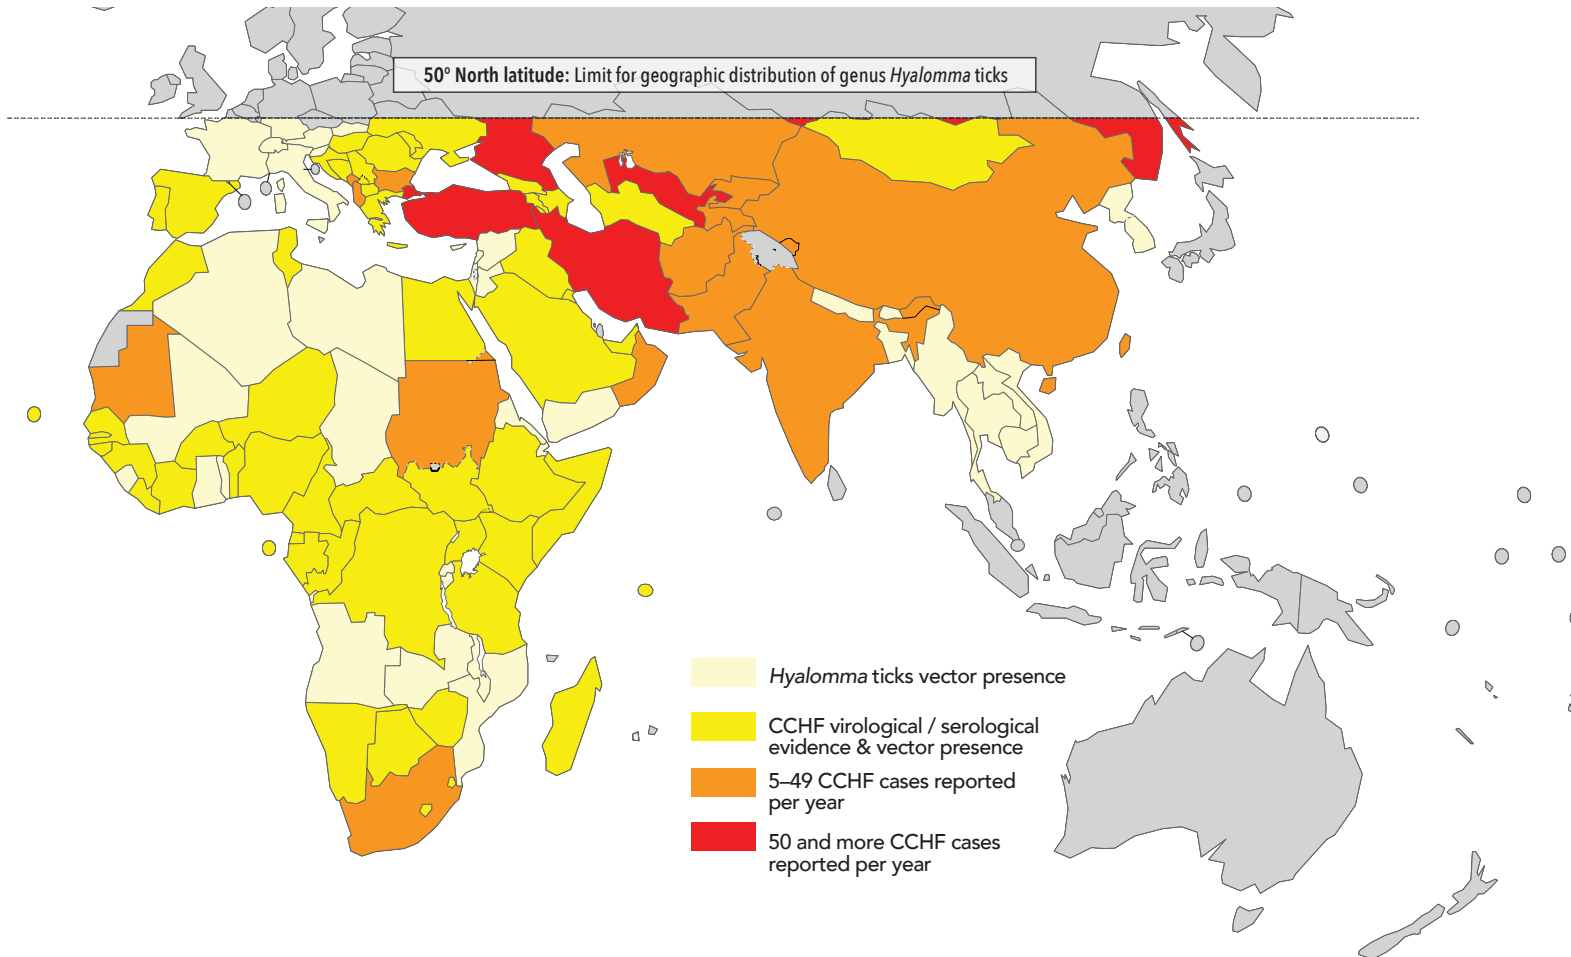 50º North latitude: Limit for geographic distribution of genus Hyalomma ticks
Hyalomma ticks vector presence
CCHF virological / serological
evidence & vector presence
5–49 CCHF cases reported
per year
50 and more CCHF cases
reported per year